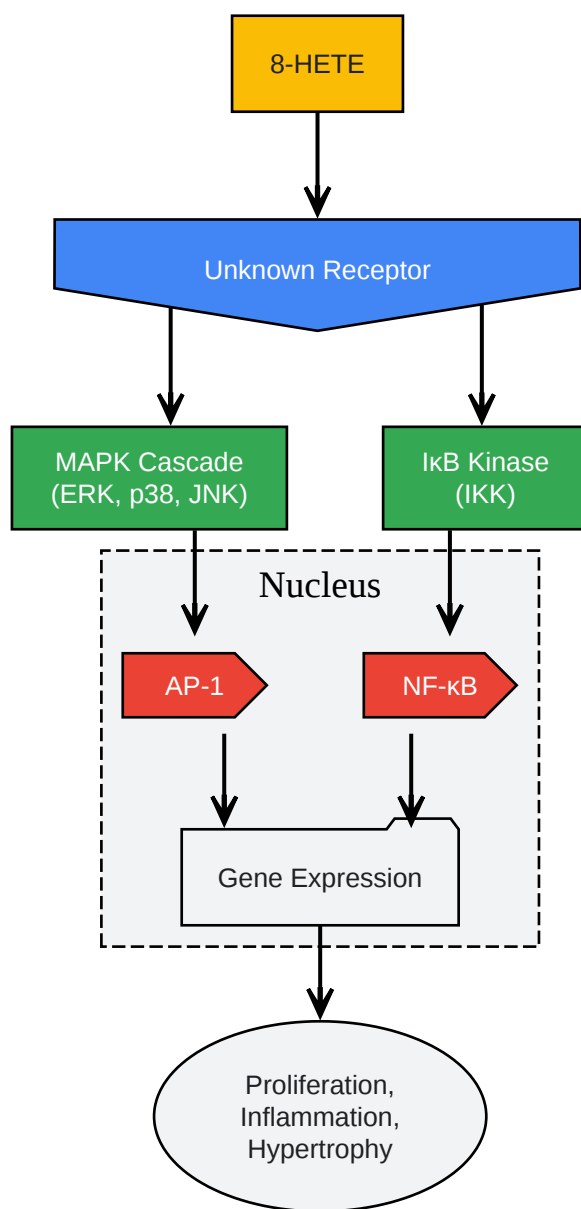 8-HETE
Unknown Receptor
MAPK Cascade
(ERK, p38, JNK)
IκB Kinase
(IKK)
Nucleus
AP-1
NF-κB
Gene Expression
Proliferation,
Inflammation,
Hypertrophy